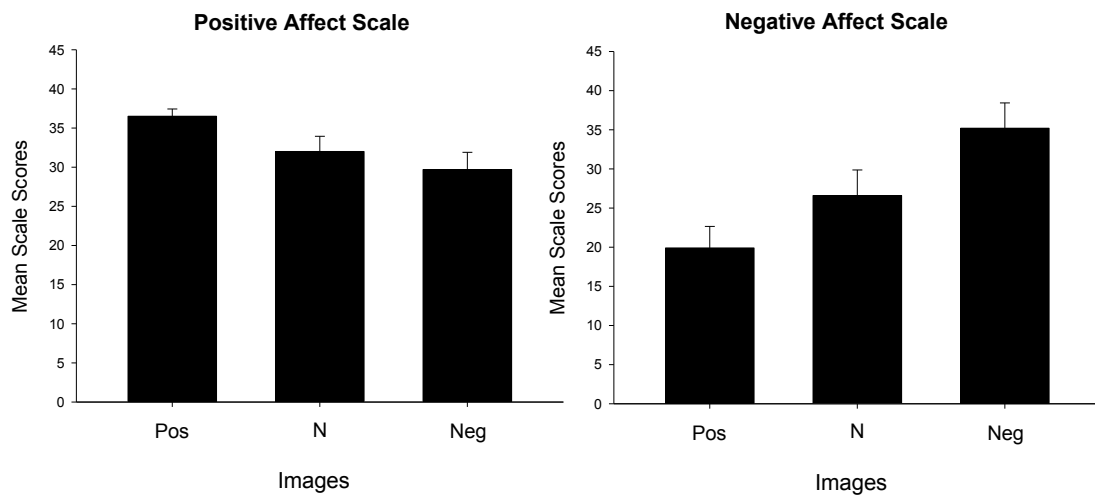 Positive Affect Scale
45
40
35
30
25
20
15
10
5
0
Mean Scale Scores
Pos N Neg
Images
Negative Affect Scale
45
40
35
30
25
20
15
10
5
0
Mean Scale Scores
Pos N Neg
Images